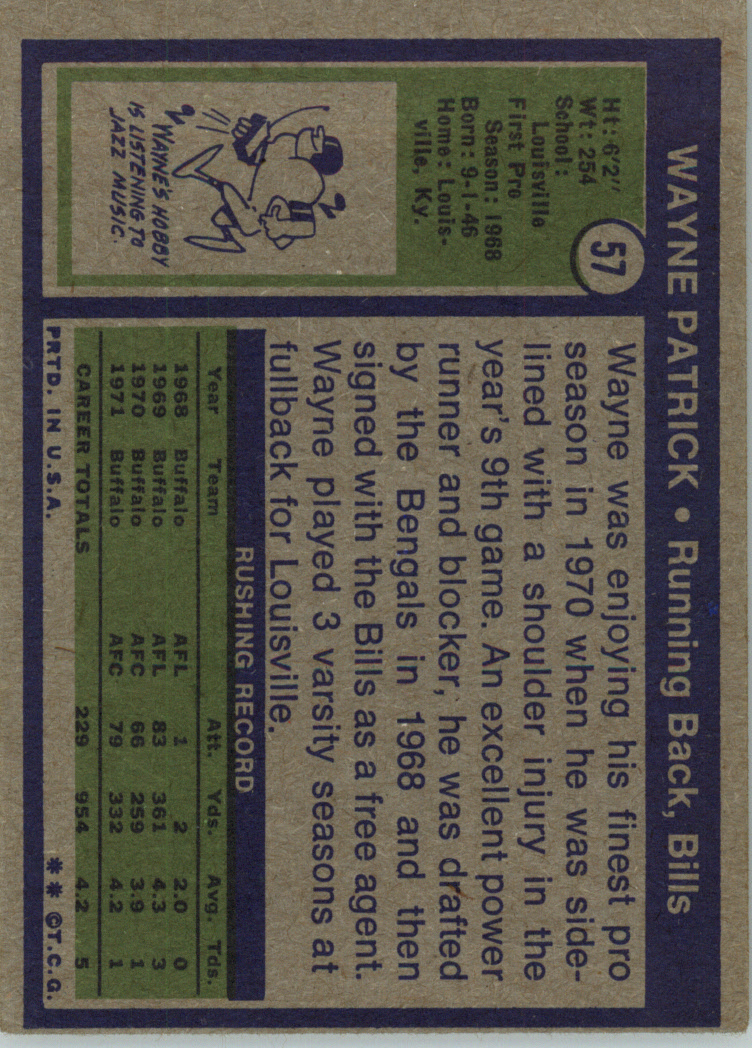 WAYNE PATRICK • Running Back, Bills
57
Ht: 6'2"
Wt: 254
School:
Louisville
First Pro
Season: 1968
Born: 9-1-46
Home: Louis-
ville, Ky.
WAYNE'S HOBBY
IS LISTENING TO
JAZZ MUSIC.
Wayne was enjoying his finest pro
season in 1970 when he was side-
lined with a shoulder injury in the
year's 9th game. An excellent power
runner and blocker, he was drafted
by the Bengals in 1968 and then
signed with the Bills as a free agent.
Wayne played 3 varsity seasons at
fullback for Louisville.
RUSHING RECORD
Year Team Att. Yds. Avg. Tds.
1968 Buffalo AFL 1 2 2.0 0
1969 Buffalo AFL 83 361 4.3 3
1970 Buffalo AFC 66 259 3.9 1
1971 Buffalo AFC 79 332 4.2 1
CAREER TOTALS 229 954 4.2 5
PRTD. IN U.S.A. ** ©T.C.G.